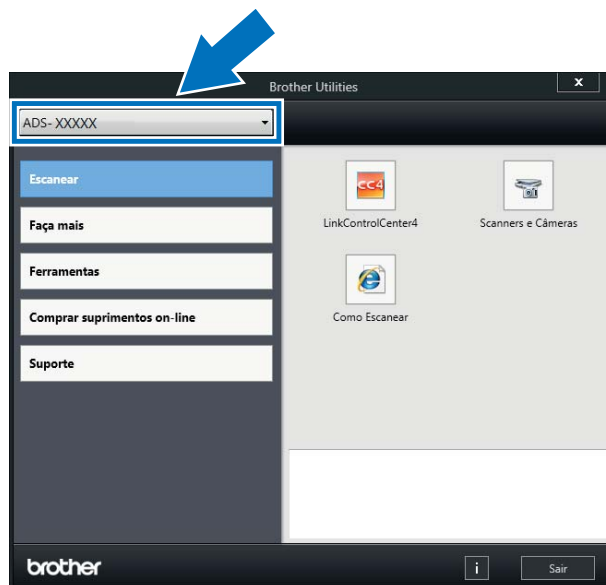 Brother Utilities
x
ADS- XXXXX
Escanear
Faça mais
Ferramentas
Comprar suprimentos on-line
Suporte
CC4
LinkControlCenter4
Scanners e Câmeras
Como Escanear
brother
i
Sair